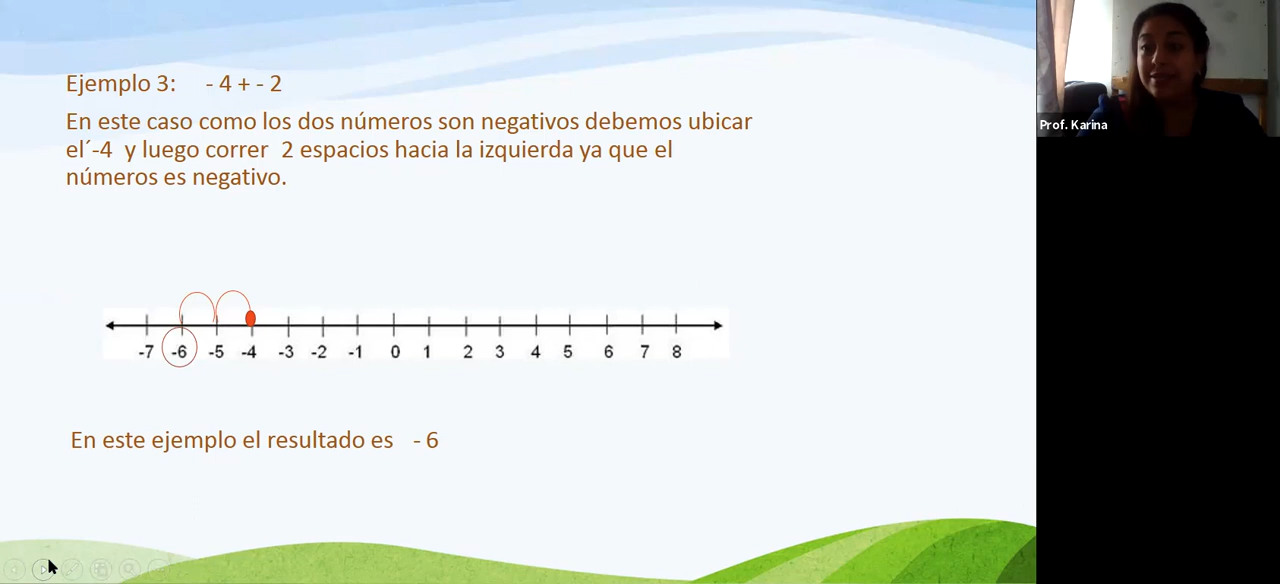 Ejemplo 3: - 4 + - 2
En este caso como los dos números son negativos debemos ubicar
el´-4 y luego correr 2 espacios hacia la izquierda ya que el
números es negativo.
-7 -6 -5 -4 -3 -2 -1 0 1 2 3 4 5 6 7 8
En este ejemplo el resultado es - 6
Prof. Karina